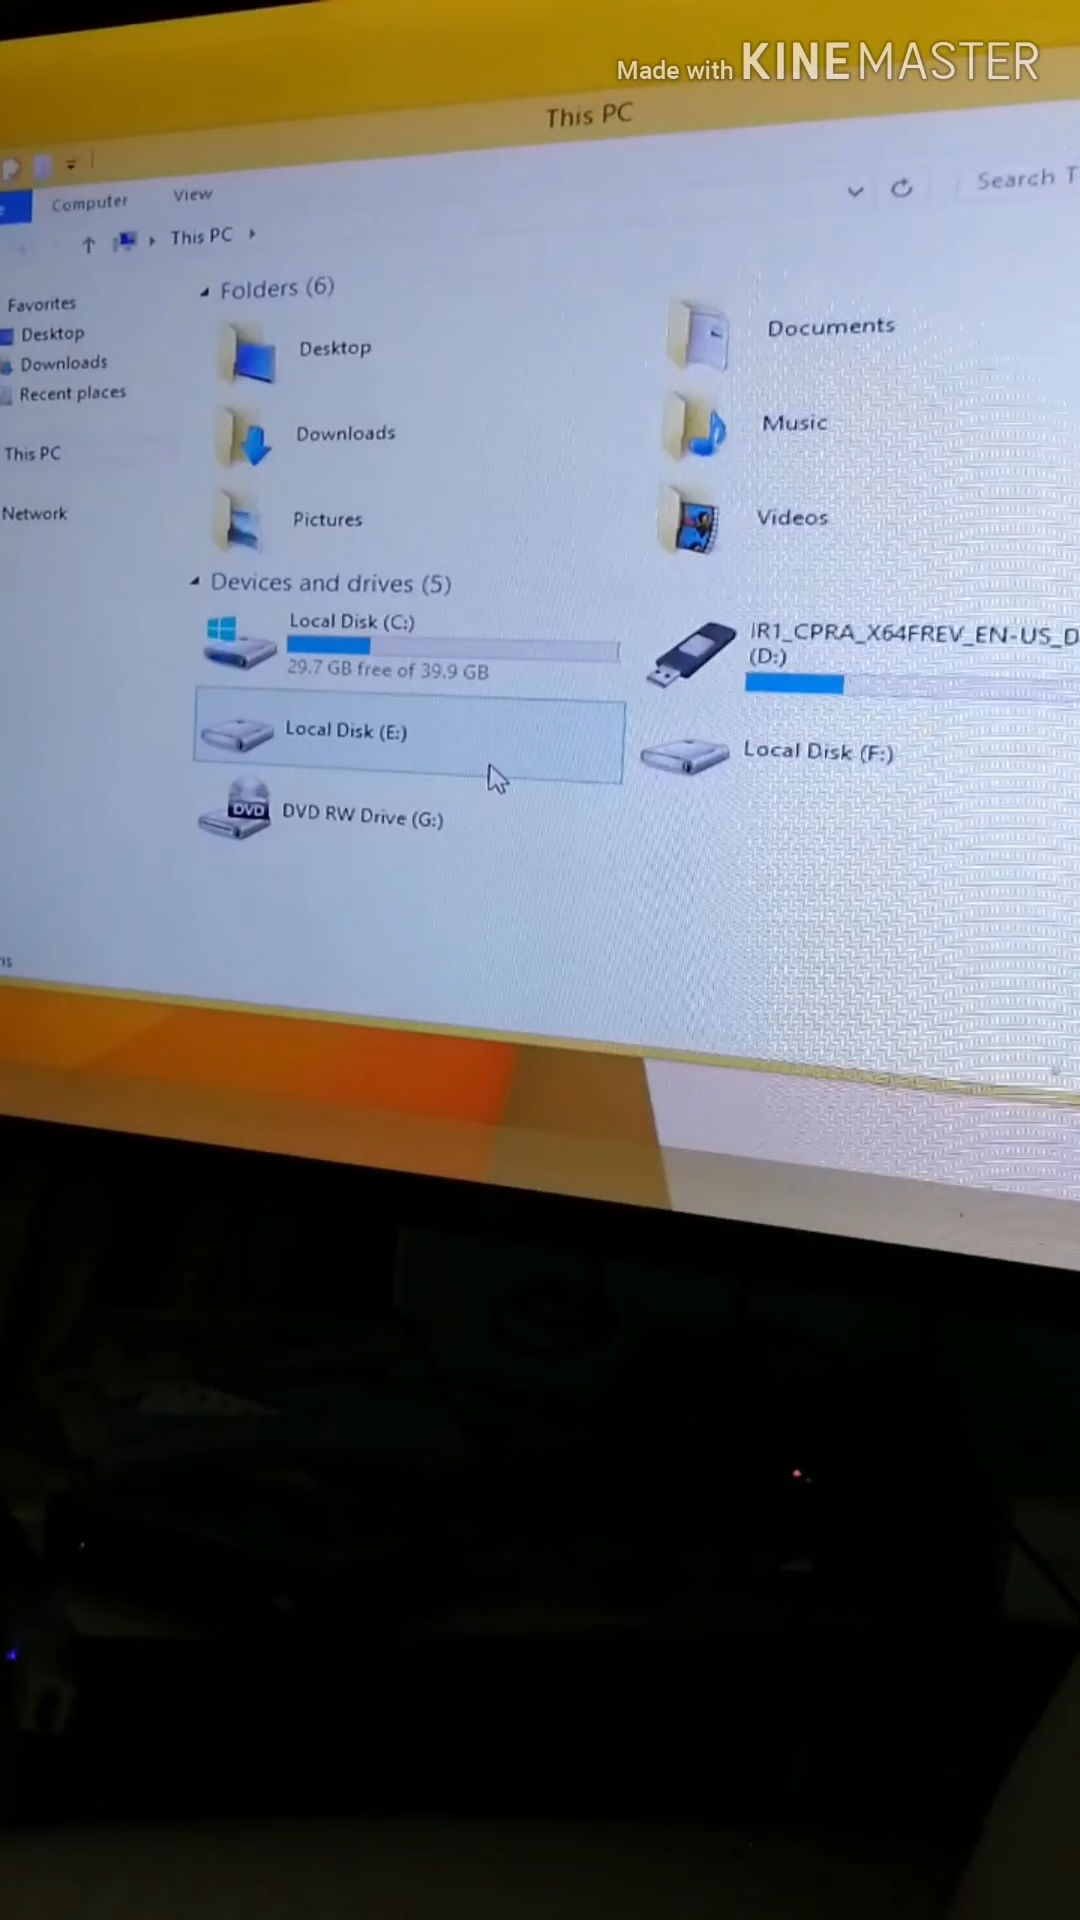 Made with KINEMASTER
This PC
Computer View
Search T
This PC
Favorites
Desktop
Downloads
Recent places
This PC
Network
Folders (6)
Desktop
Documents
Downloads
Music
Pictures
Videos
Devices and drives (5)
Local Disk (C:)
29.7 GB free of 39.9 GB
IR1_CPRA_X64FREV_EN-US_D
(D:)
Local Disk (E:)
Local Disk (F:)
DVD
DVD RW Drive (G:)